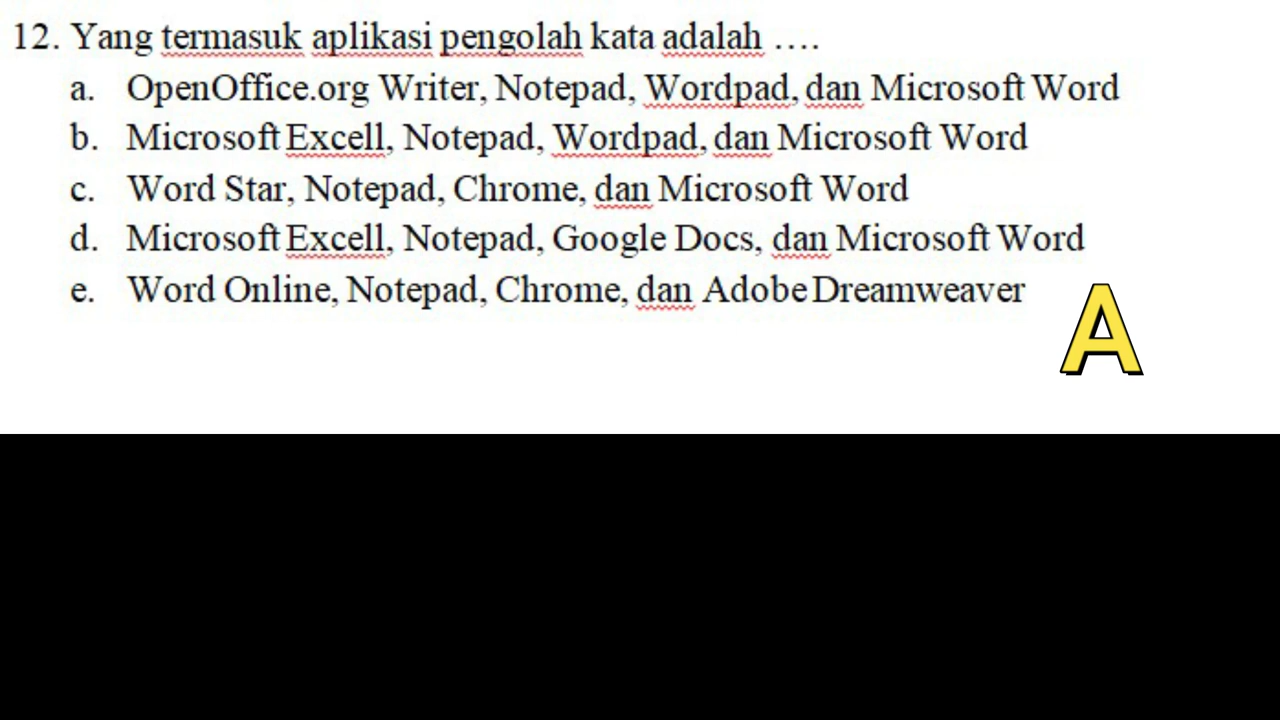 12. Yang termasuk aplikasi pengolah kata adalah ....
a. OpenOffice.org Writer, Notepad, Wordpad, dan Microsoft Word
b. Microsoft Excell, Notepad, Wordpad, dan Microsoft Word
c. Word Star, Notepad, Chrome, dan Microsoft Word
d. Microsoft Excell, Notepad, Google Docs, dan Microsoft Word
e. Word Online, Notepad, Chrome, dan Adobe Dreamweaver
A